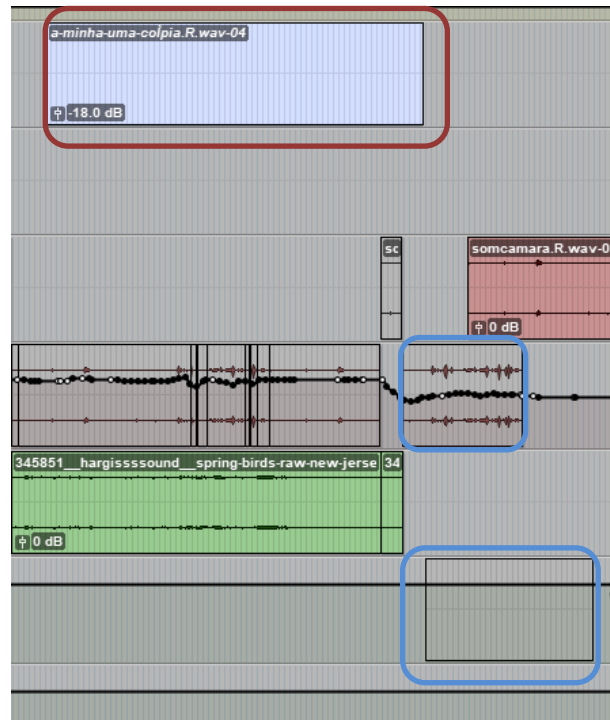 a-minha-uma-colpia.R.wav-04
-18.0 dB
sc
somcamara.R.wav-0
0 dB
345851__hargissssound__spring-birds-raw-new-jerse
34
0 dB